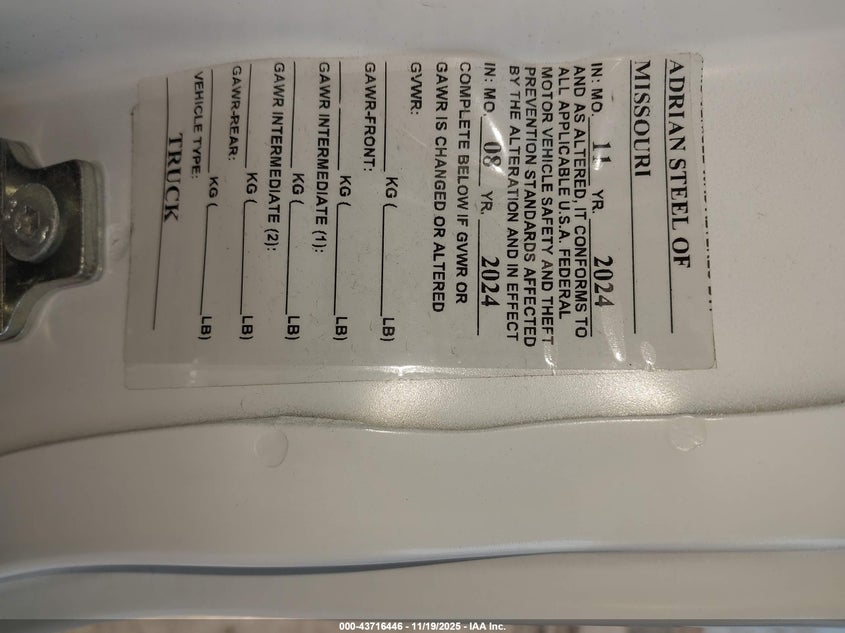 ADRIAN STEEL OF
MISSOURI
IN: MO. 11 YR. 2024
AND AS ALTERED, IT CONFORMS TO
ALL APPLICABLE U.S.A. FEDERAL
MOTOR VEHICLE SAFETY AND THEFT
PREVENTION STANDARDS AFFECTED
BY THE ALTERATION AND IN EFFECT
IN: MO. 08 YR. 2024
COMPLETE BELOW IF GVWR OR
GAWR IS CHANGED OR ALTERED
GVWR:
KG ( LB)
GAWR-FRONT:
KG ( LB)
GAWR INTERMEDIATE (1):
KG ( LB)
GAWR INTERMEDIATE (2):
KG ( LB)
GAWR-REAR:
KG ( LB)
VEHICLE TYPE:
TRUCK
000-43716446 - 11/19/2025 - IAA Inc.